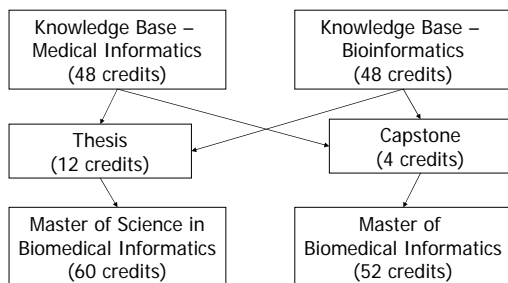 Knowledge Base –
Medical Informatics
(48 credits)
Knowledge Base –
Bioinformatics
(48 credits)
Thesis
(12 credits)
Capstone
(4 credits)
Master of Science in
Biomedical Informatics
(60 credits)
Master of
Biomedical Informatics
(52 credits)